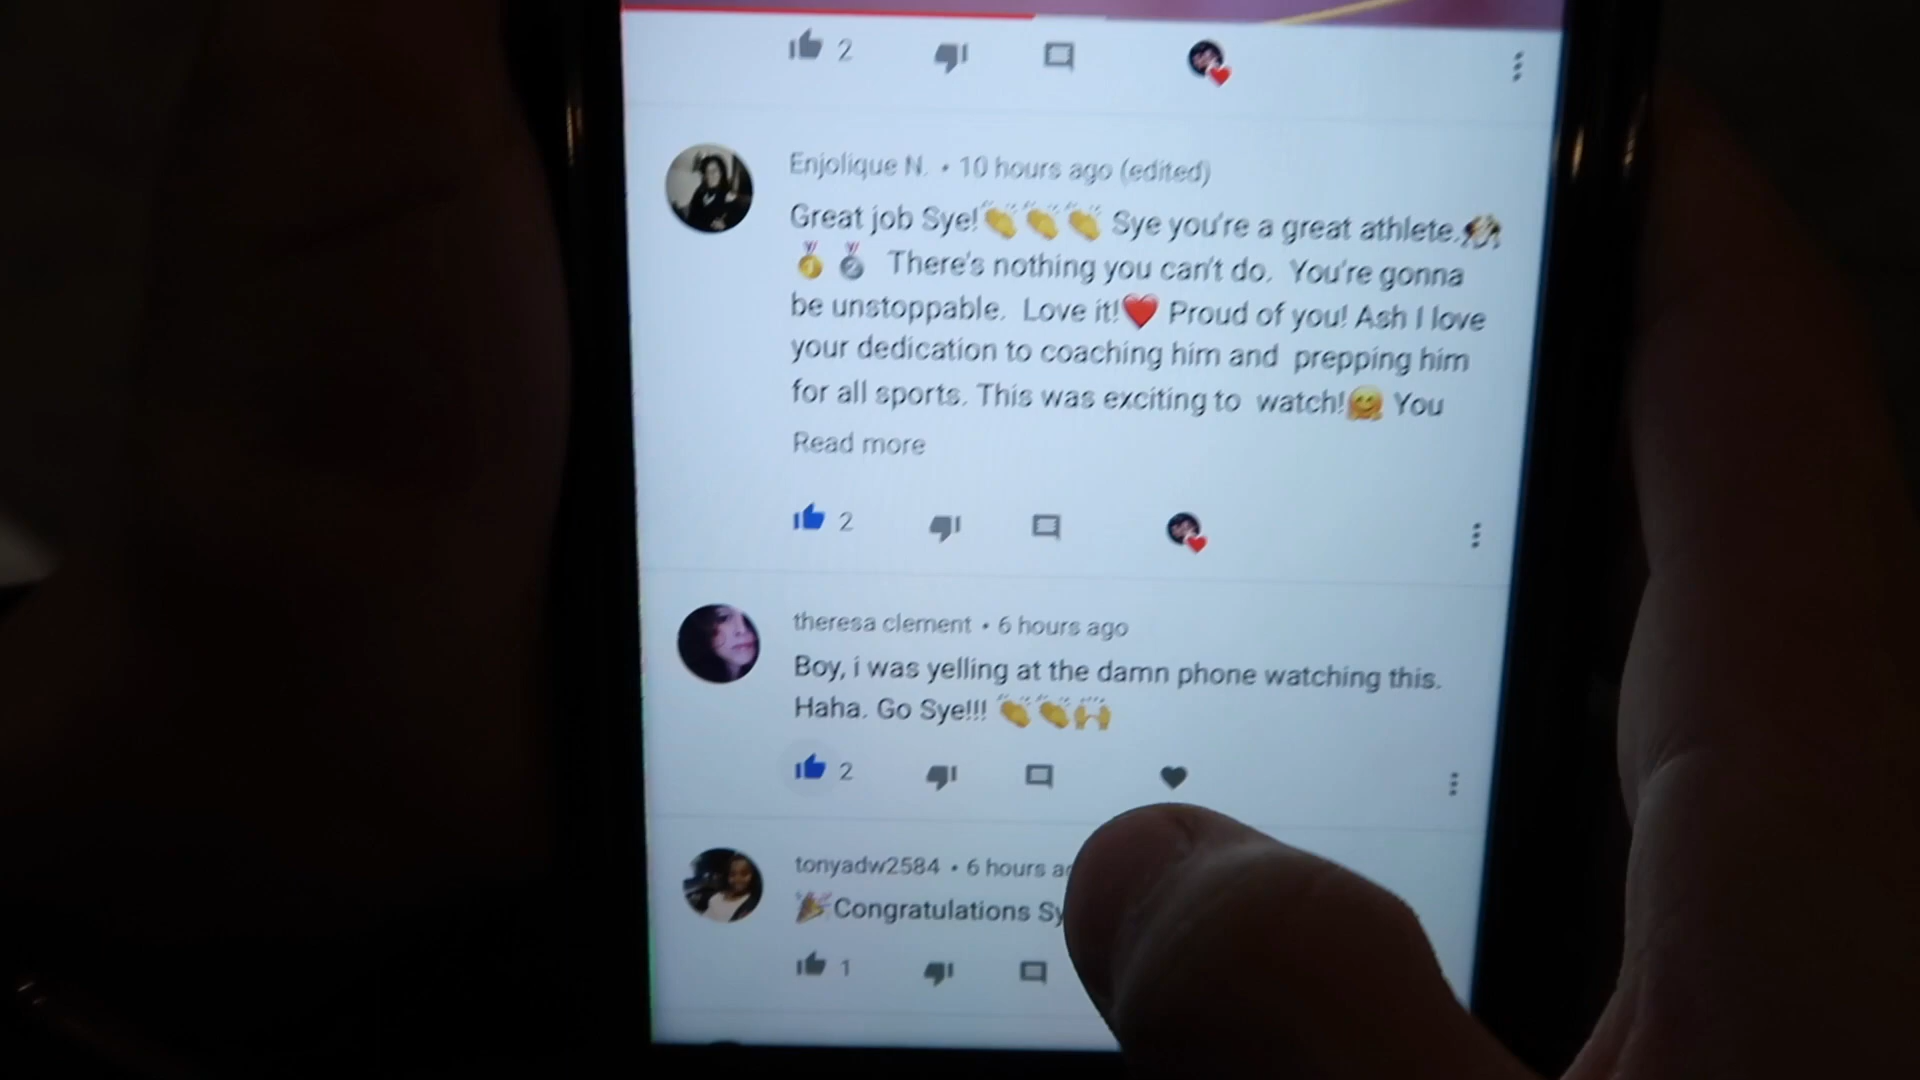 2
Enjolique N. • 10 hours ago (edited)
Great job Sye!👏👏👏 Sye you're a great athlete.🤼
🥇🥈 There's nothing you can't do. You're gonna
be unstoppable. Love it!❤️ Proud of you! Ash I love
your dedication to coaching him and prepping him
for all sports. This was exciting to watch!🤗 You
Read more
2
theresa clement • 6 hours ago
Boy, i was yelling at the damn phone watching this.
Haha. Go Sye!!! 👏👏🙌
2
tonyadw2584 • 6 hours
🎉Congratulations
1